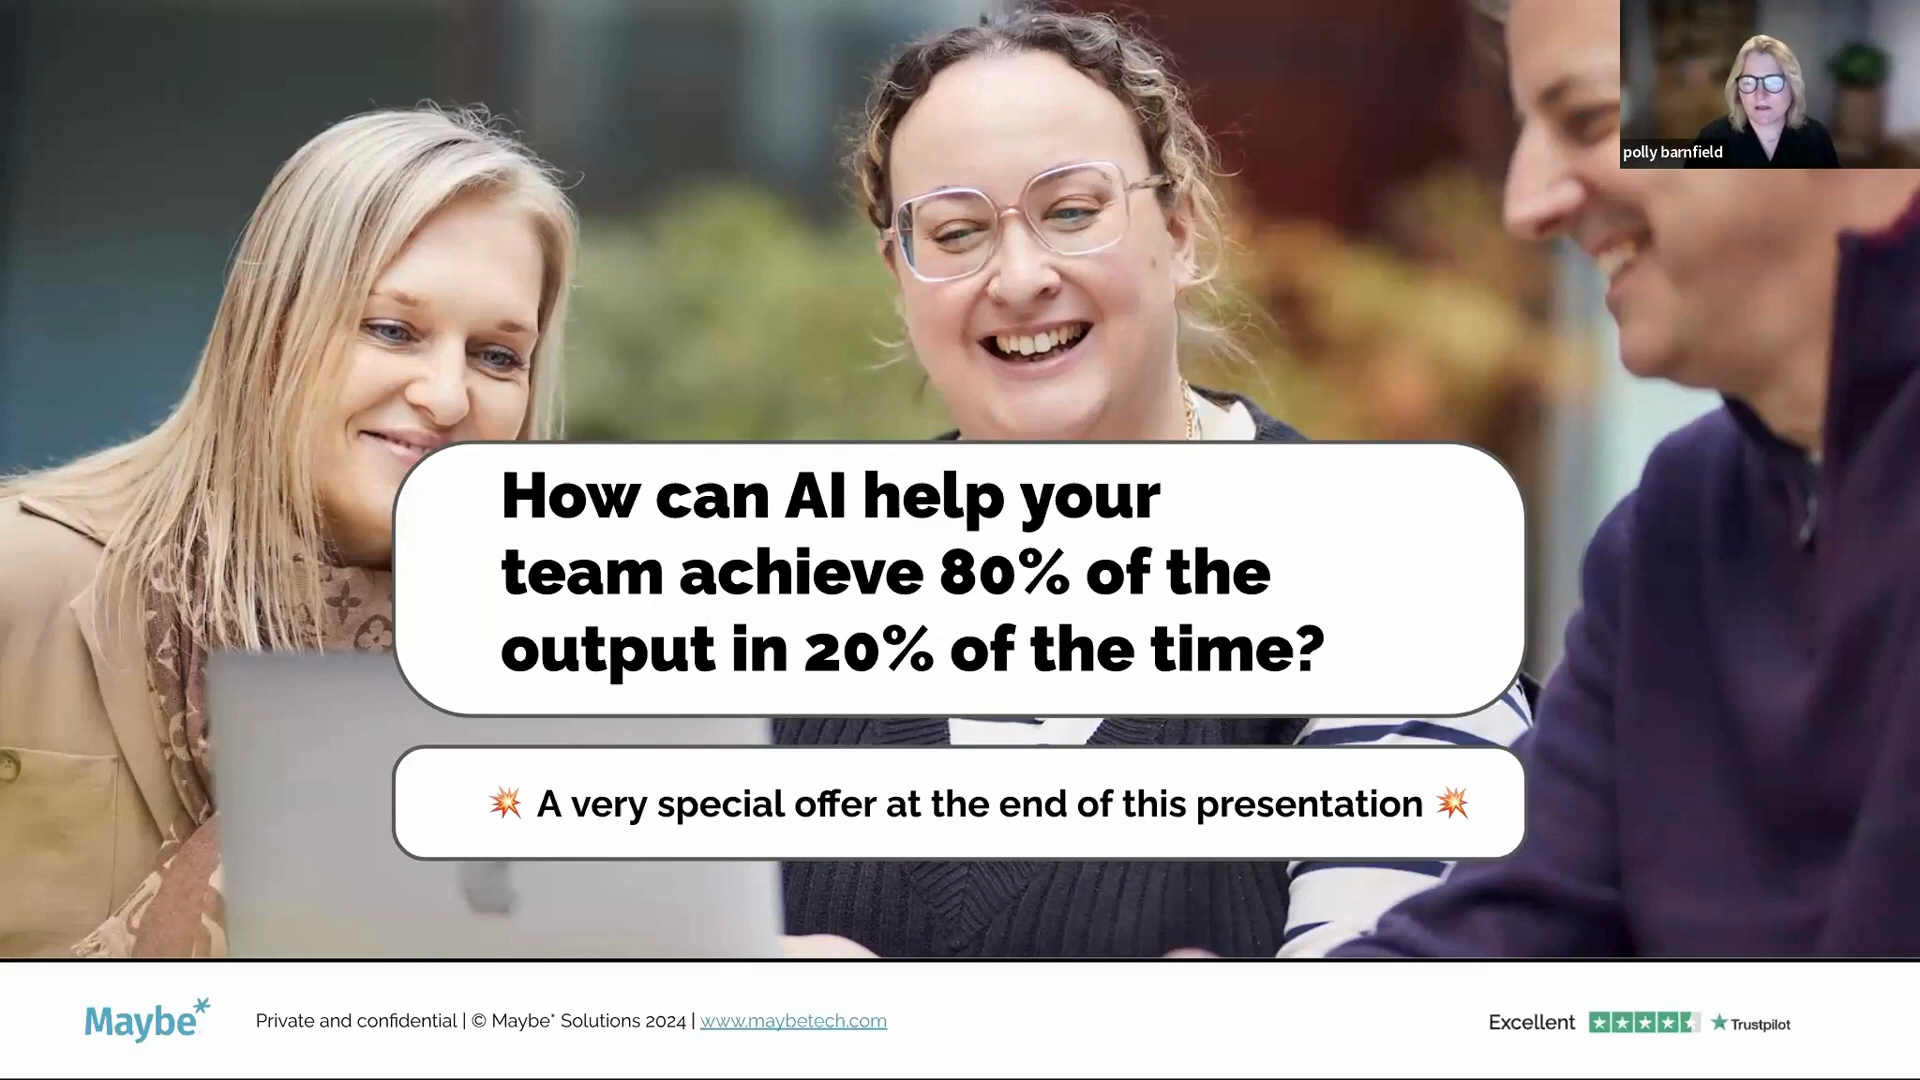 polly barnfield
How can AI help your
team achieve 80% of the
output in 20% of the time?
💥 A very special offer at the end of this presentation 💥
Maybe*
Private and confidential | © Maybe* Solutions 2024 | www.maybetech.com
Excellent
Trustpilot